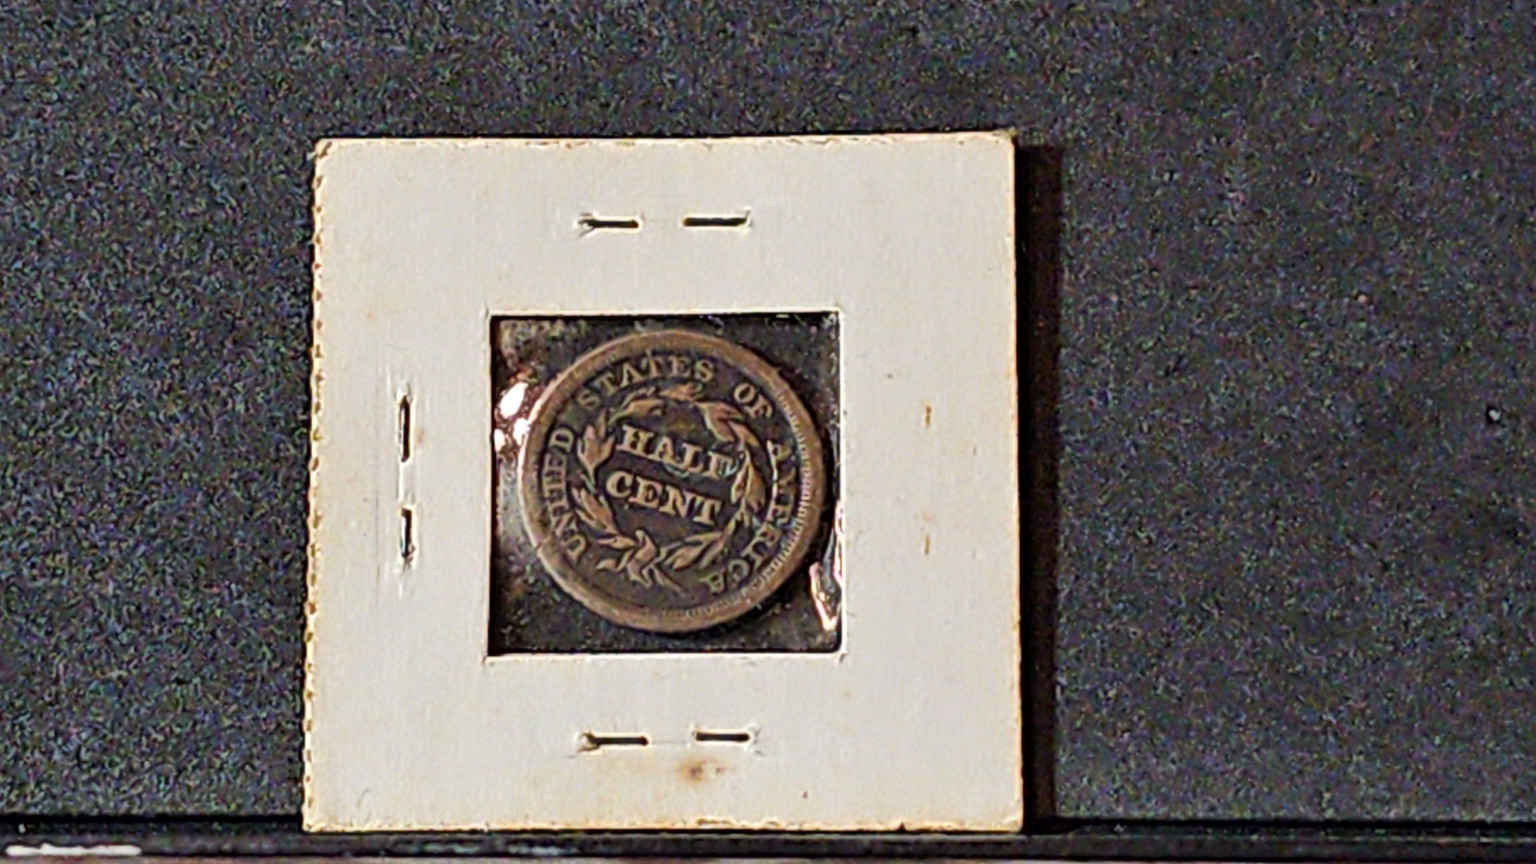 UNITED STATES OF AMERICA
HALF
CENT